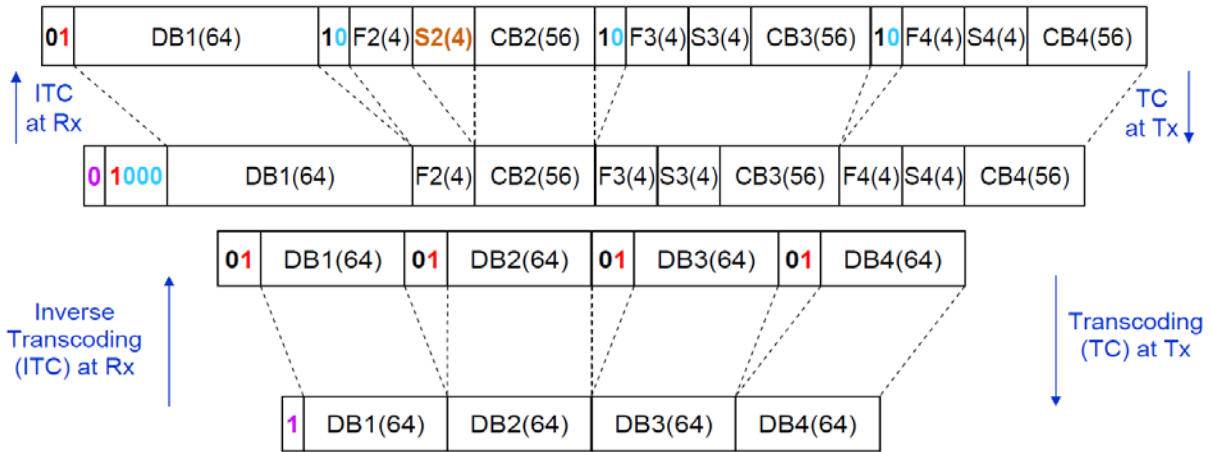 01 DB1(64) 10 F2(4) S2(4) CB2(56) 10 F3(4) S3(4) CB3(56) 10 F4(4) S4(4) CB4(56)
ITC
at Rx
TC
at Tx
0 1000 DB1(64) F2(4) CB2(56) F3(4) S3(4) CB3(56) F4(4) S4(4) CB4(56)
01 DB1(64) 01 DB2(64) 01 DB3(64) 01 DB4(64)
Inverse
Transcoding
(ITC) at Rx
Transcoding
(TC) at Tx
1 DB1(64) DB2(64) DB3(64) DB4(64)